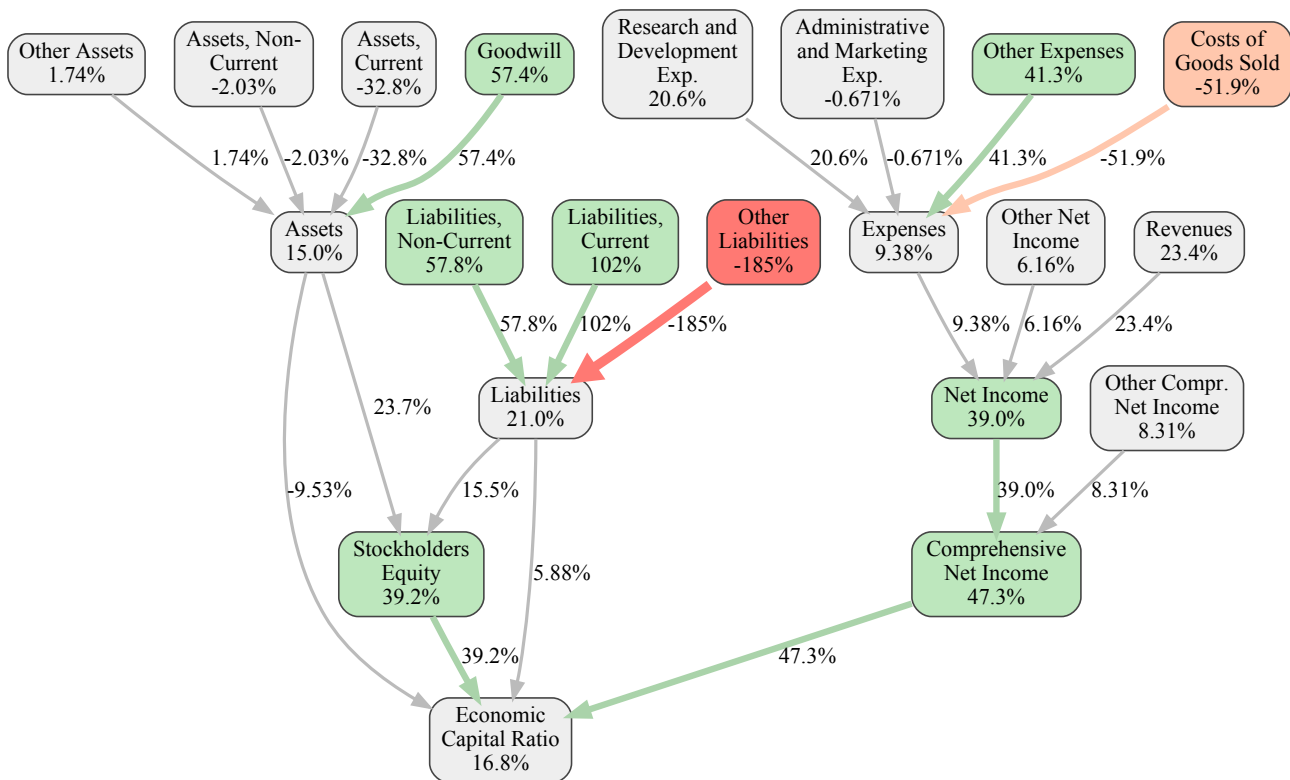 Other Assets
1.74%
Assets, Non-
Current
-2.03%
Assets,
Current
-32.8%
Goodwill
57.4%
Research and
Development
Exp.
20.6%
Administrative
and Marketing
Exp.
-0.671%
Other Expenses
41.3%
Costs of
Goods Sold
-51.9%
1.74%
-2.03%
-32.8%
57.4%
20.6%
-0.671%
41.3%
-51.9%
Assets
15.0%
Liabilities,
Non-Current
57.8%
Liabilities,
Current
102%
Other
Liabilities
-185%
Expenses
9.38%
Other Net
Income
6.16%
Revenues
23.4%
57.8%
102%
-185%
9.38%
6.16%
23.4%
Liabilities
21.0%
Net Income
39.0%
Other Compr.
Net Income
8.31%
23.7%
-9.53%
15.5%
5.88%
39.0%
8.31%
Stockholders
Equity
39.2%
Comprehensive
Net Income
47.3%
39.2%
47.3%
Economic
Capital Ratio
16.8%